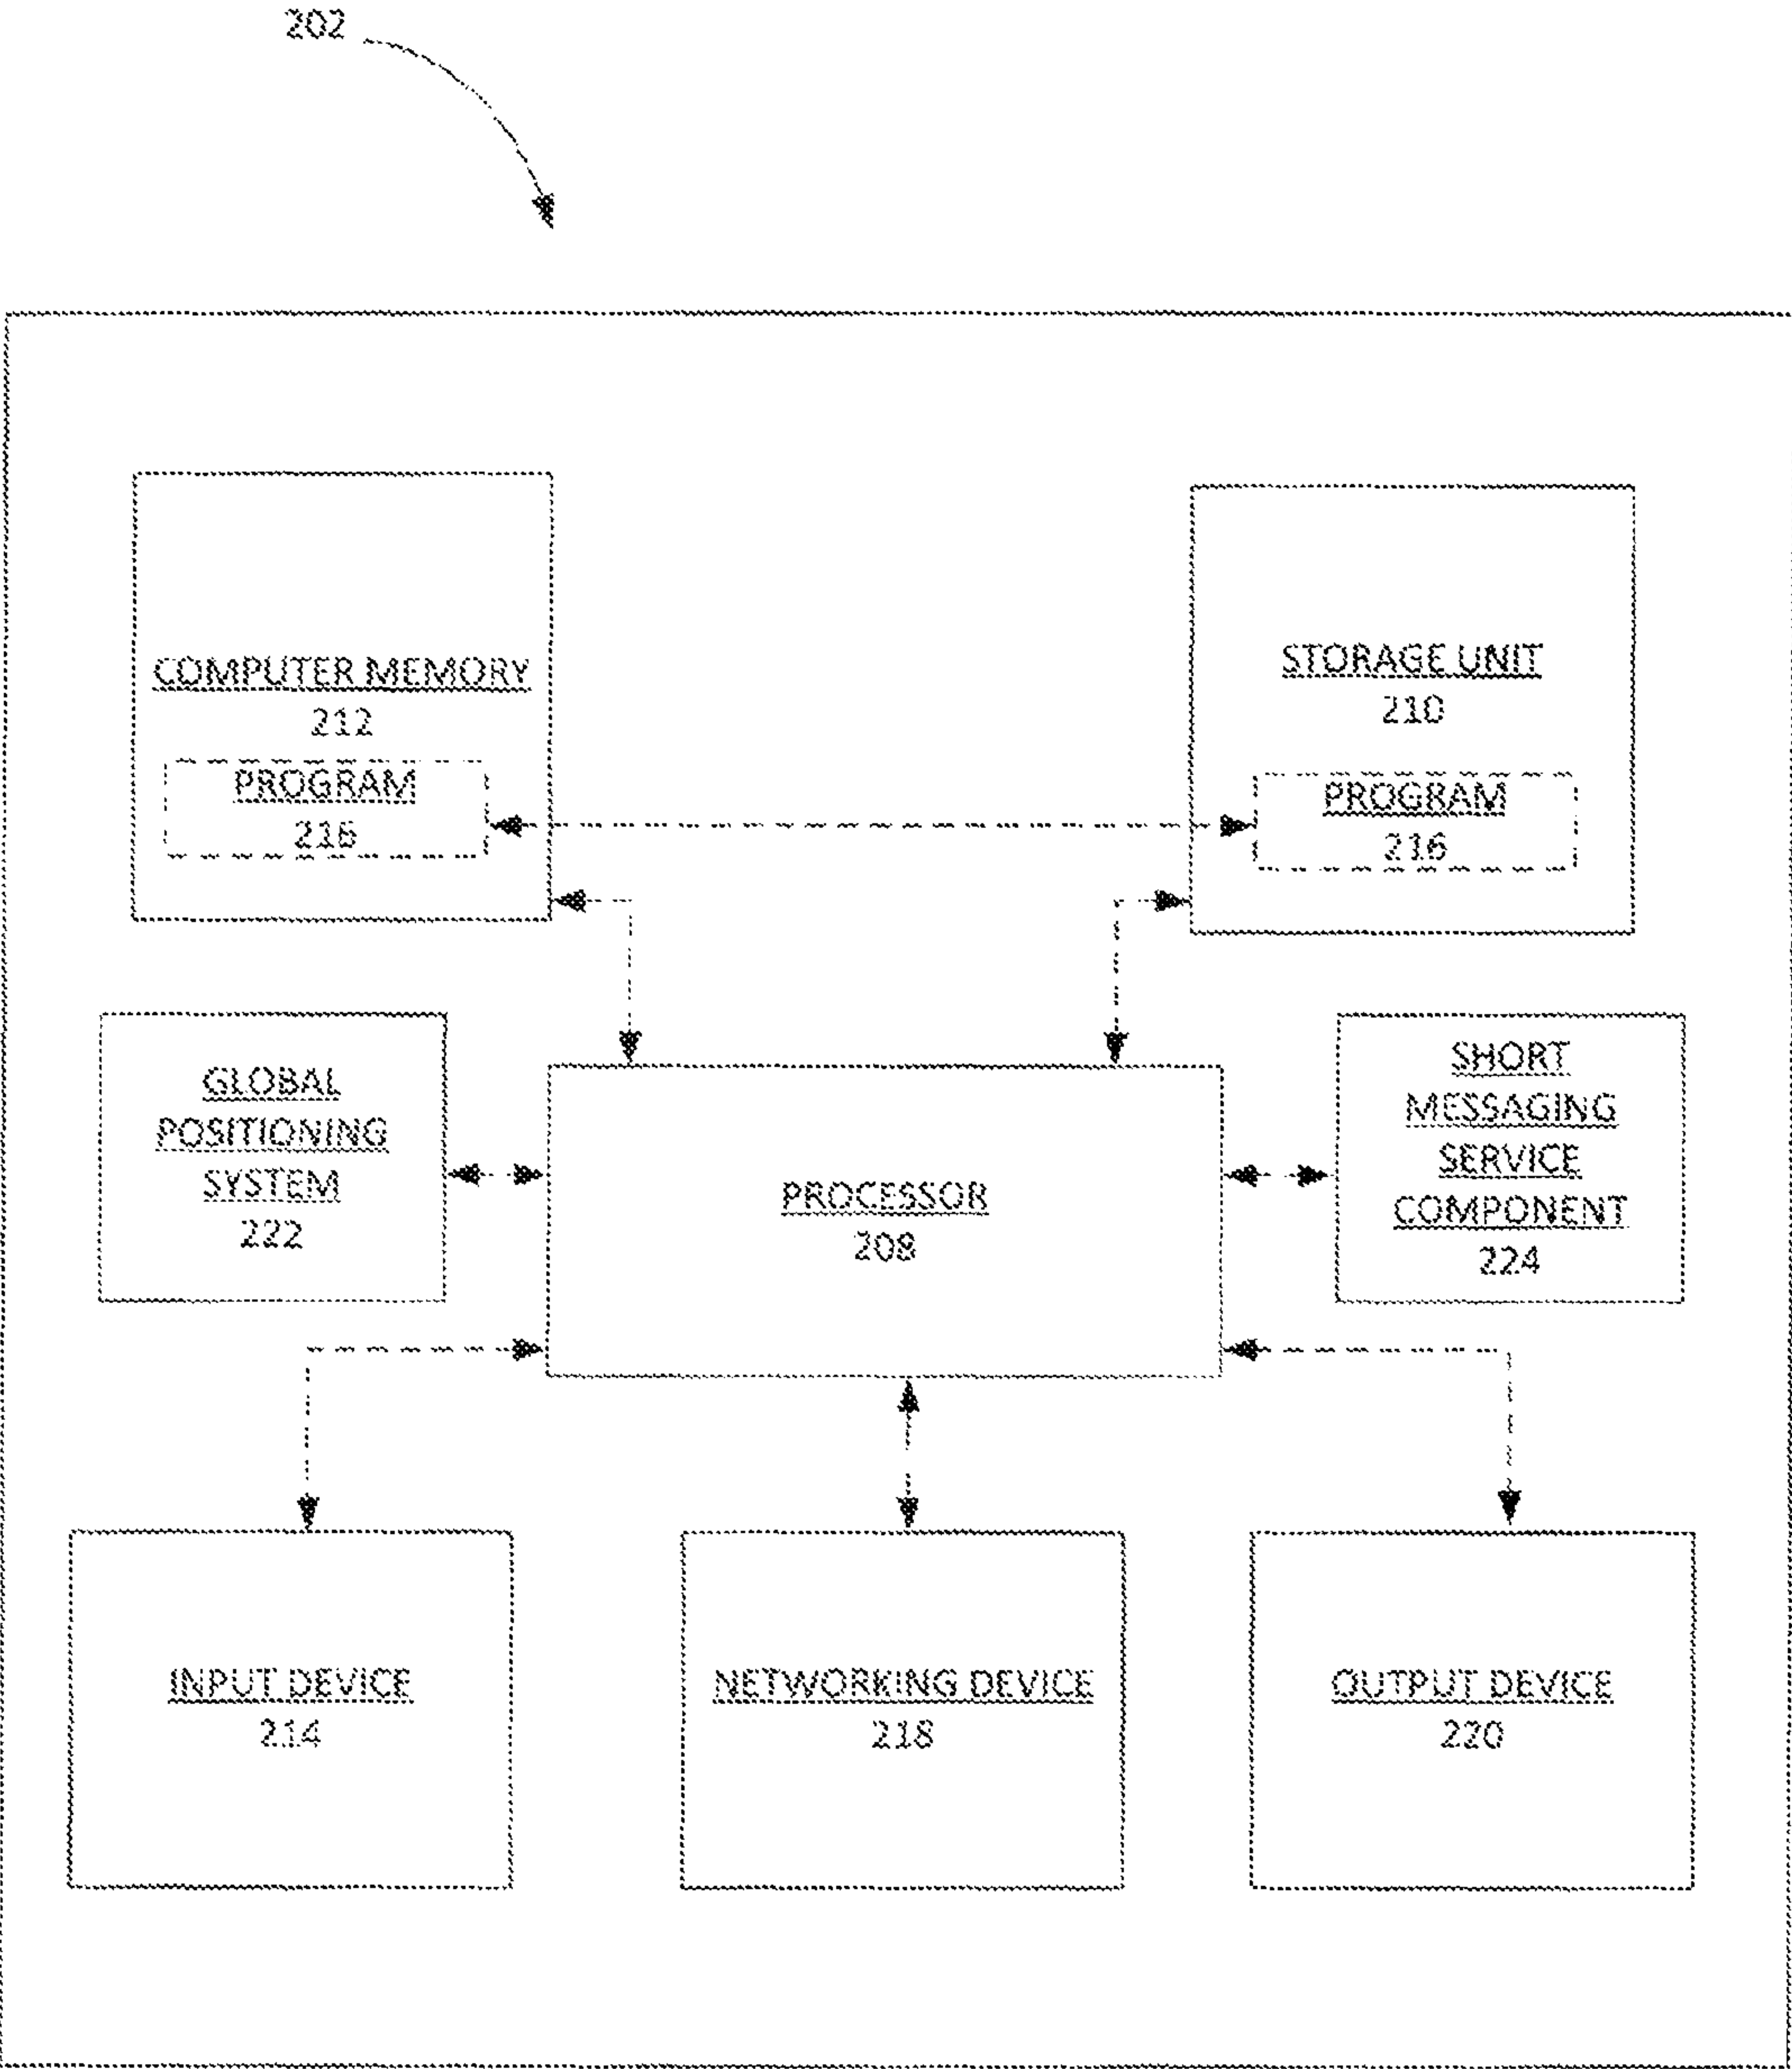 202
COMPUTER MEMORY
212
PROGRAM
216
STORAGE UNIT
210
PROGRAM
216
GLOBAL
POSITIONING
SYSTEM
222
PROCESSOR
208
SHORT
MESSAGING
SERVICE
COMPONENT
224
INPUT DEVICE
214
NETWORKING DEVICE
218
OUTPUT DEVICE
220